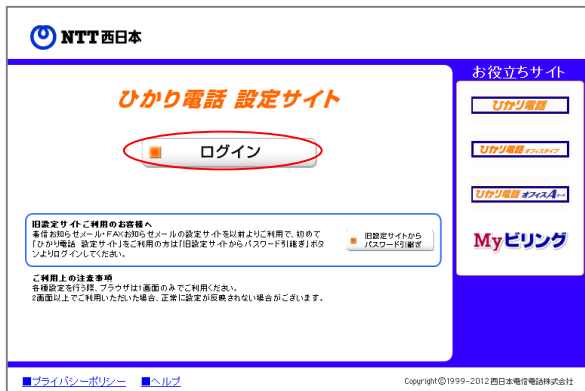 NTT西日本
お役立ちサイト
ひかり電話 設定サイト
ログイン
ひかり電話
ひかり電話 オフィスタイプ
ひかり電話 オフィスA(エース)
Myビリング
旧設定サイトご利用のお客様へ
着信お知らせメール・FAXお知らせメールの設定サイトを以前よりご利用で、初めて
「ひかり電話 設定サイト」をご利用の方は「旧設定サイトからパスワード引継ぎ」ボタ
ンよりログインしてください。
旧設定サイトから
パスワード引継ぎ
ご利用上の注意事項
各種設定を行う際、ブラウザは1画面のみでご利用ください。
2画面以上でご利用いただいた場合、正常に設定が反映されない場合がございます。
■プライバシーポリシー ■ヘルプ
Copyright©1999-2012 西日本電信電話株式会社